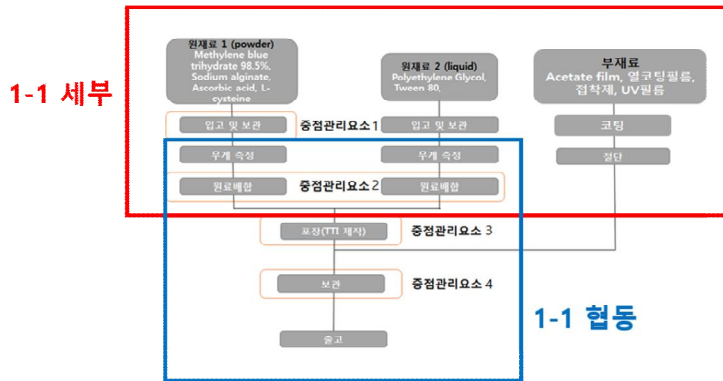 원재료 1 (powder)
Methylene blue
trihydrate 98.5%,
Sodium alginate,
Ascorbic acid, L-
cysteine
원재료 2 (liquid)
Polyethylene Glycol,
Tween 80,
부재료
Acetate film, 열코팅필름,
접착제, UV필름
1-1 세부
입고 및 보관
중점관리요소 1
입고 및 보관
코팅
무게 측정
무게 측정
절단
원료배합
중점관리요소 2
원료배합
포장(TTI 제작)
중점관리요소 3
보관
중점관리요소 4
1-1 협동
출고